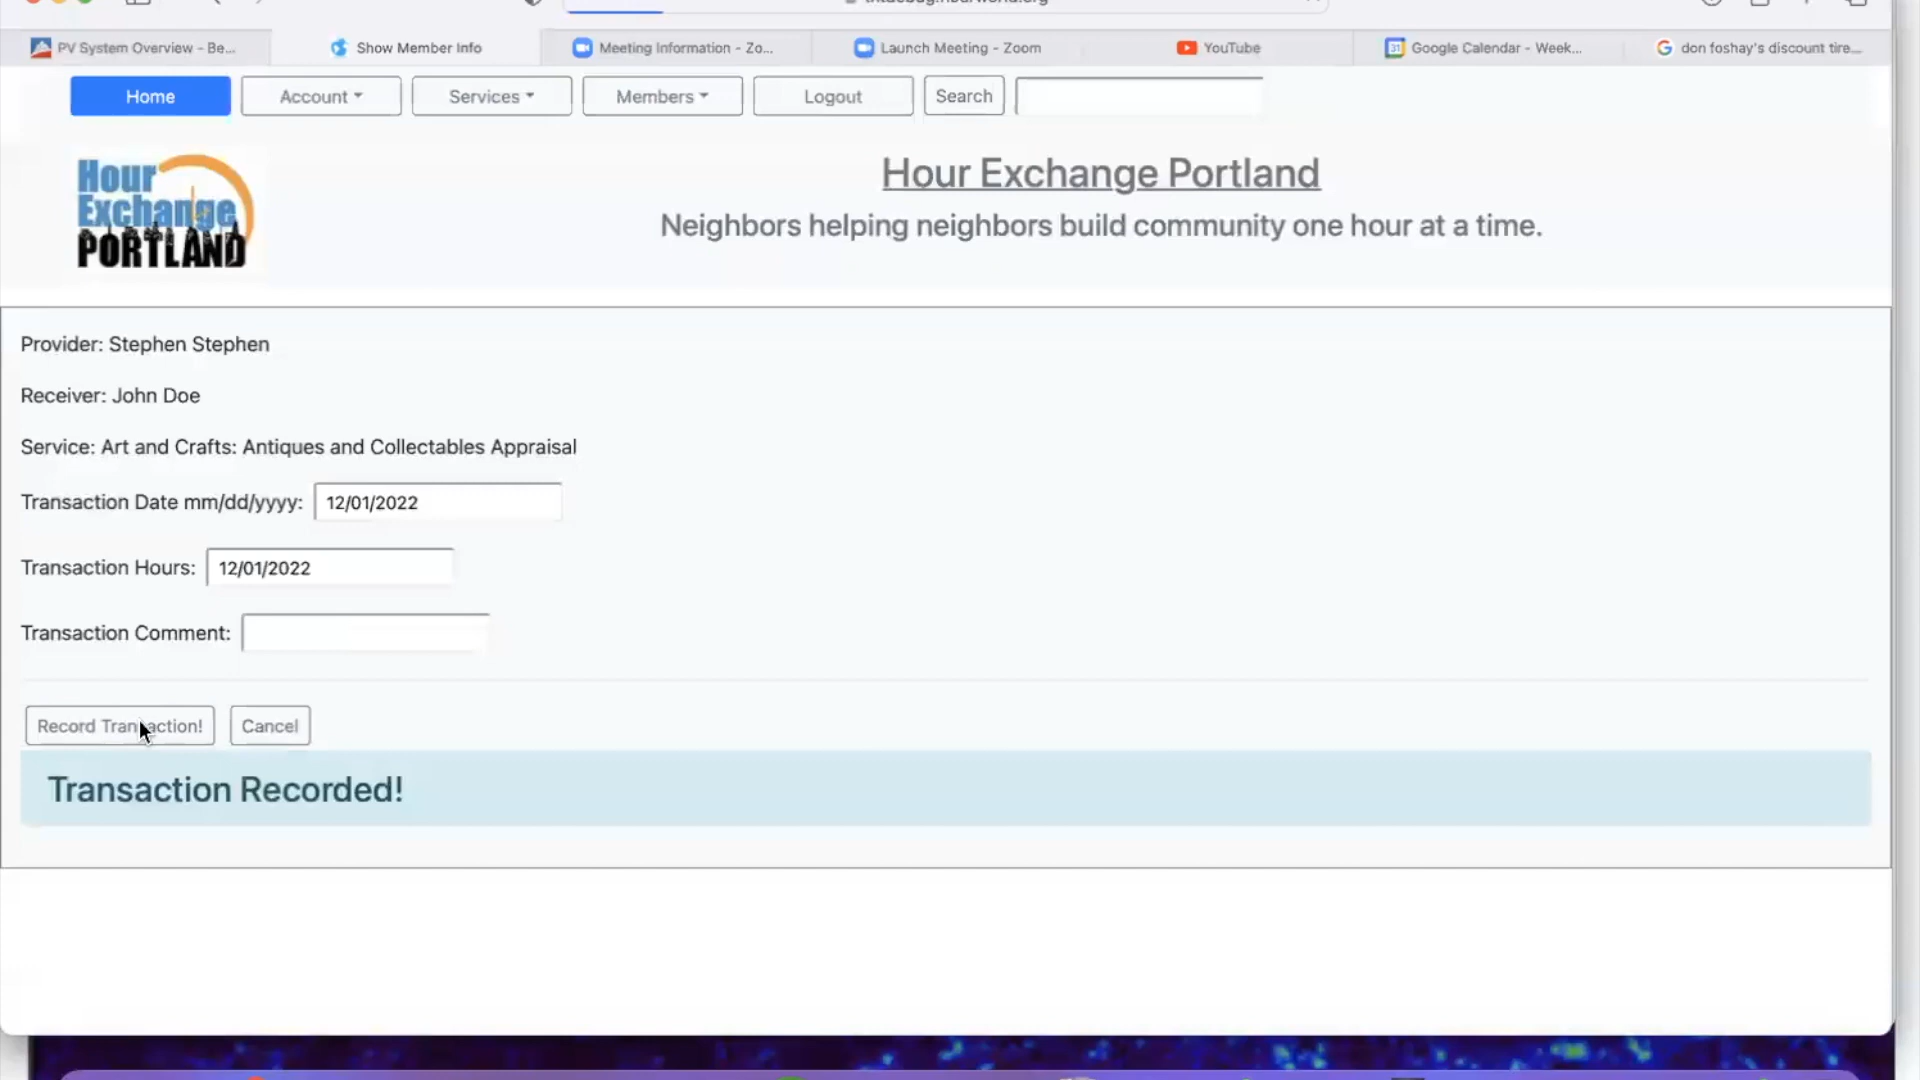 PV System Overview - Be...
Show Member Info
Meeting Information - Zo...
Launch Meeting - Zoom
YouTube
Google Calendar - Week...
don foshay's discount tire...
Home
Account
Services
Members
Logout
Search
Hour
Exchange
PORTLAND
Hour Exchange Portland
Neighbors helping neighbors build community one hour at a time.
Provider: Stephen Stephen
Receiver: John Doe
Service: Art and Crafts: Antiques and Collectables Appraisal
Transaction Date mm/dd/yyyy: 12/01/2022
Transaction Hours: 12/01/2022
Transaction Comment:
Record Transaction! Cancel
Transaction Recorded!